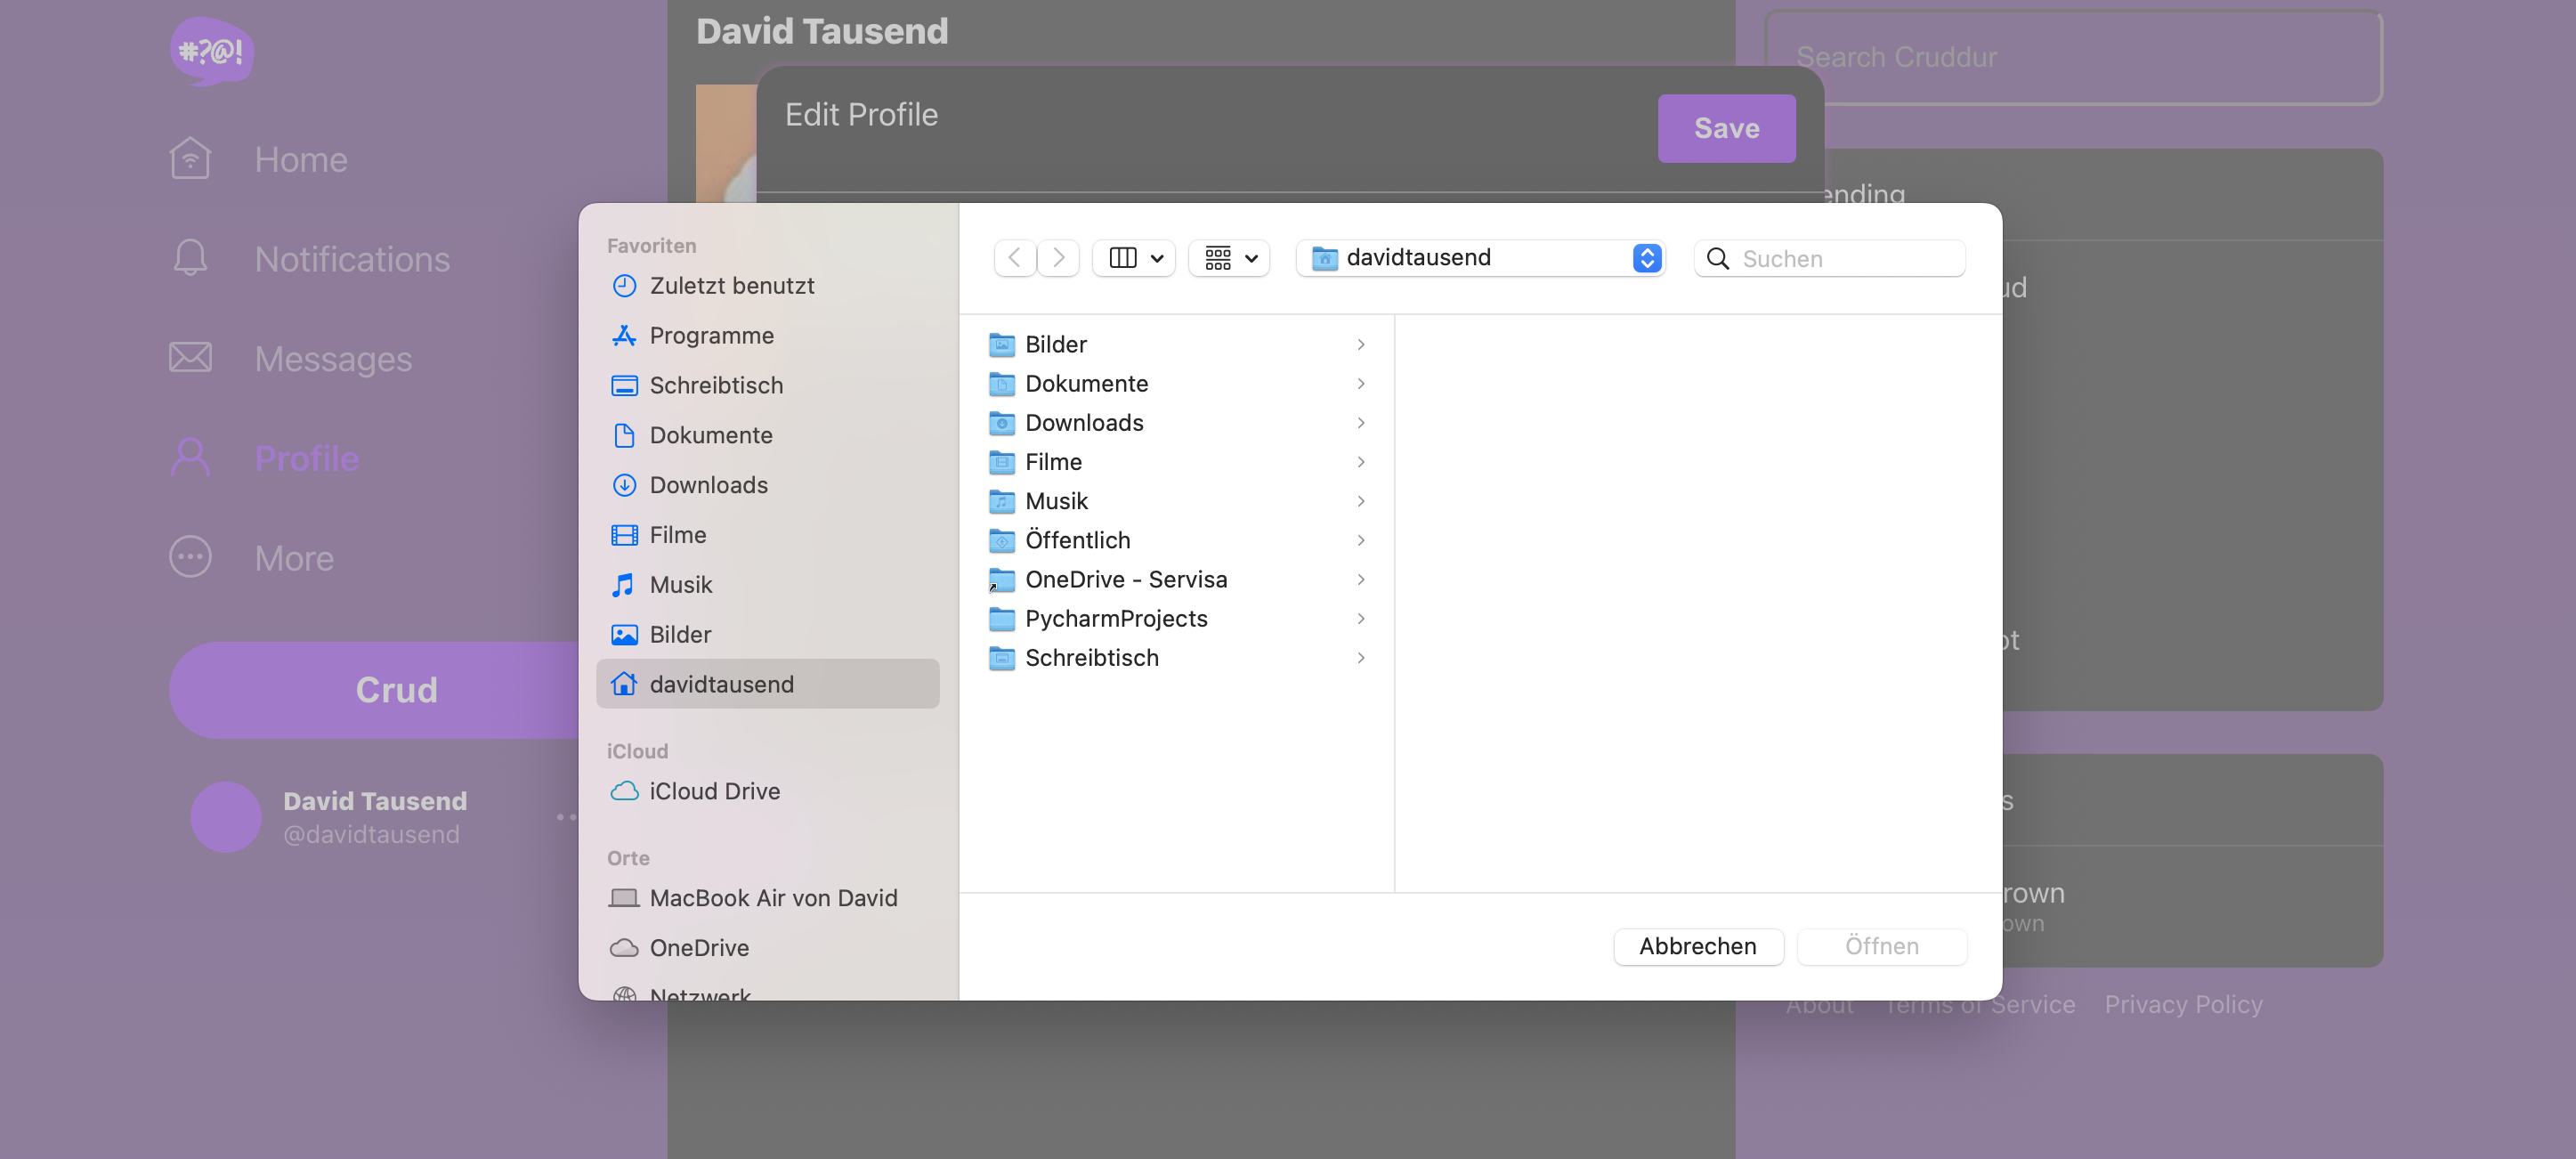 #?@!
Home
Notifications
Messages
Profile
More
Crud
David Tausend
@davidtausend
David Tausend
Edit Profile
Save
Favoriten
Zuletzt benutzt
Programme
Schreibtisch
Dokumente
Downloads
Filme
Musik
Bilder
davidtausend
iCloud
iCloud Drive
Orte
MacBook Air von David
OneDrive
Netzwerk
davidtausend
Suchen
Bilder
Dokumente
Downloads
Filme
Musik
Öffentlich
OneDrive - Servisa
PycharmProjects
Schreibtisch
Abbrechen
Öffnen
Search Cruddur
ending
ud
ot
s
rown
own
About Terms of Service Privacy Policy